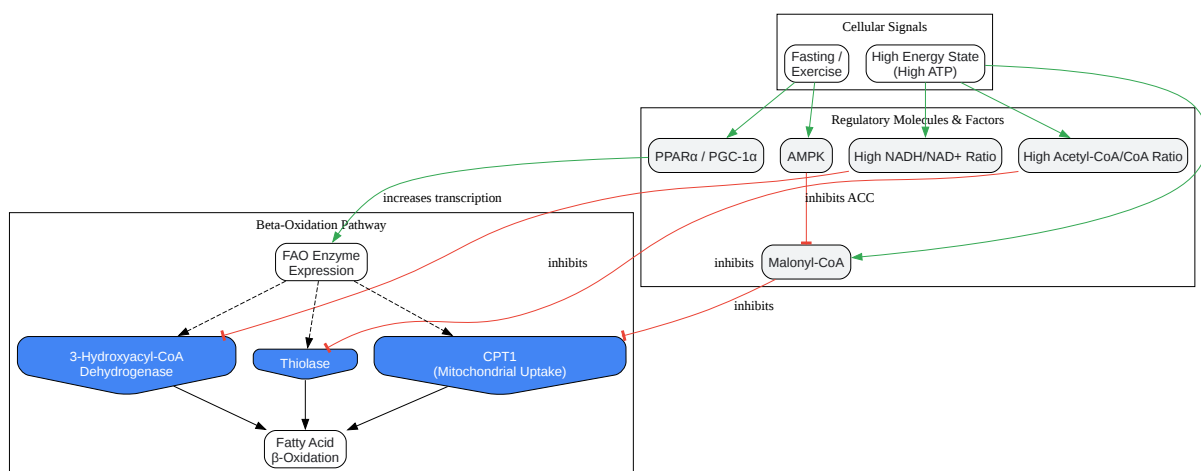 Cellular Signals
Fasting /
Exercise
High Energy State
(High ATP)
Regulatory Molecules & Factors
PPARα / PGC-1α
AMPK
High NADH/NAD+ Ratio
High Acetyl-CoA/CoA Ratio
increases transcription
inhibits ACC
Beta-Oxidation Pathway
FAO Enzyme
Expression
inhibits
inhibits
Malonyl-CoA
inhibits
3-Hydroxyacyl-CoA
Dehydrogenase
Thiolase
CPT1
(Mitochondrial Uptake)
Fatty Acid
β-Oxidation